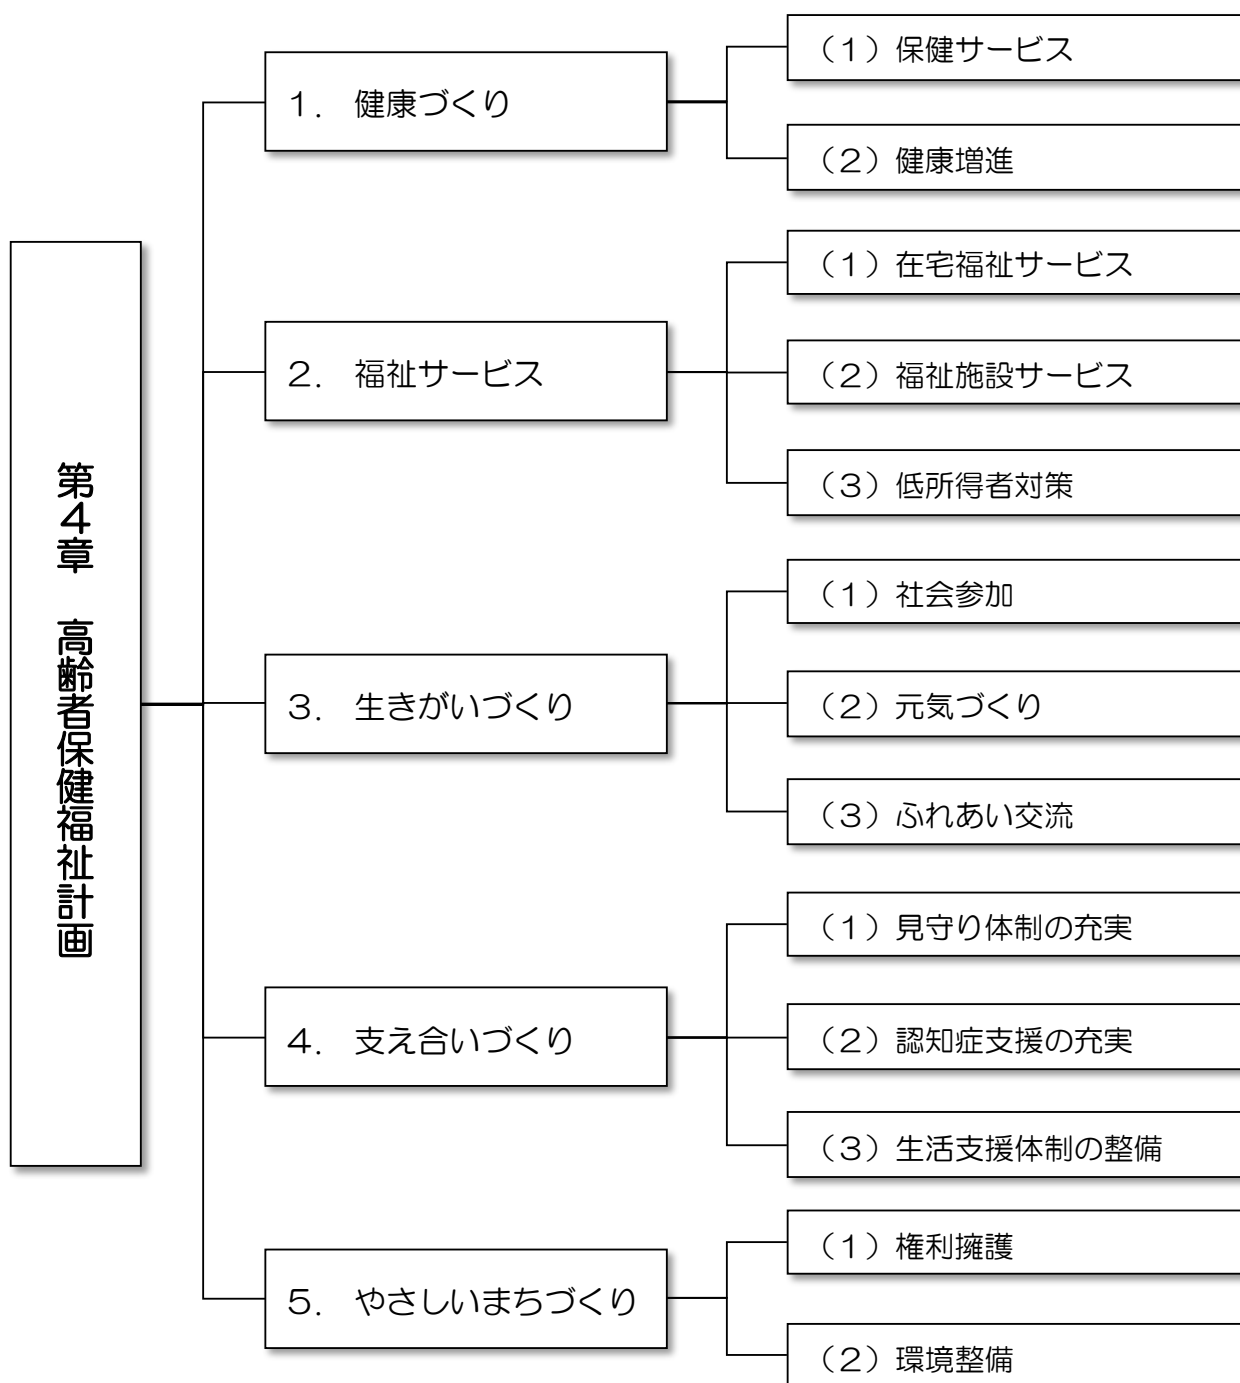 第４章　高齢者保健福祉計画
１．　健康づくり
（１）保健サービス
（２）健康増進
２．　福祉サービス
（１）在宅福祉サービス
（２）福祉施設サービス
（３）低所得者対策
３．　生きがいづくり
（１）社会参加
（２）元気づくり
（３）ふれあい交流
４．　支え合いづくり
（１）見守り体制の充実
（２）認知症支援の充実
（３）生活支援体制の整備
５．　やさしいまちづくり
（１）権利擁護
（２）環境整備